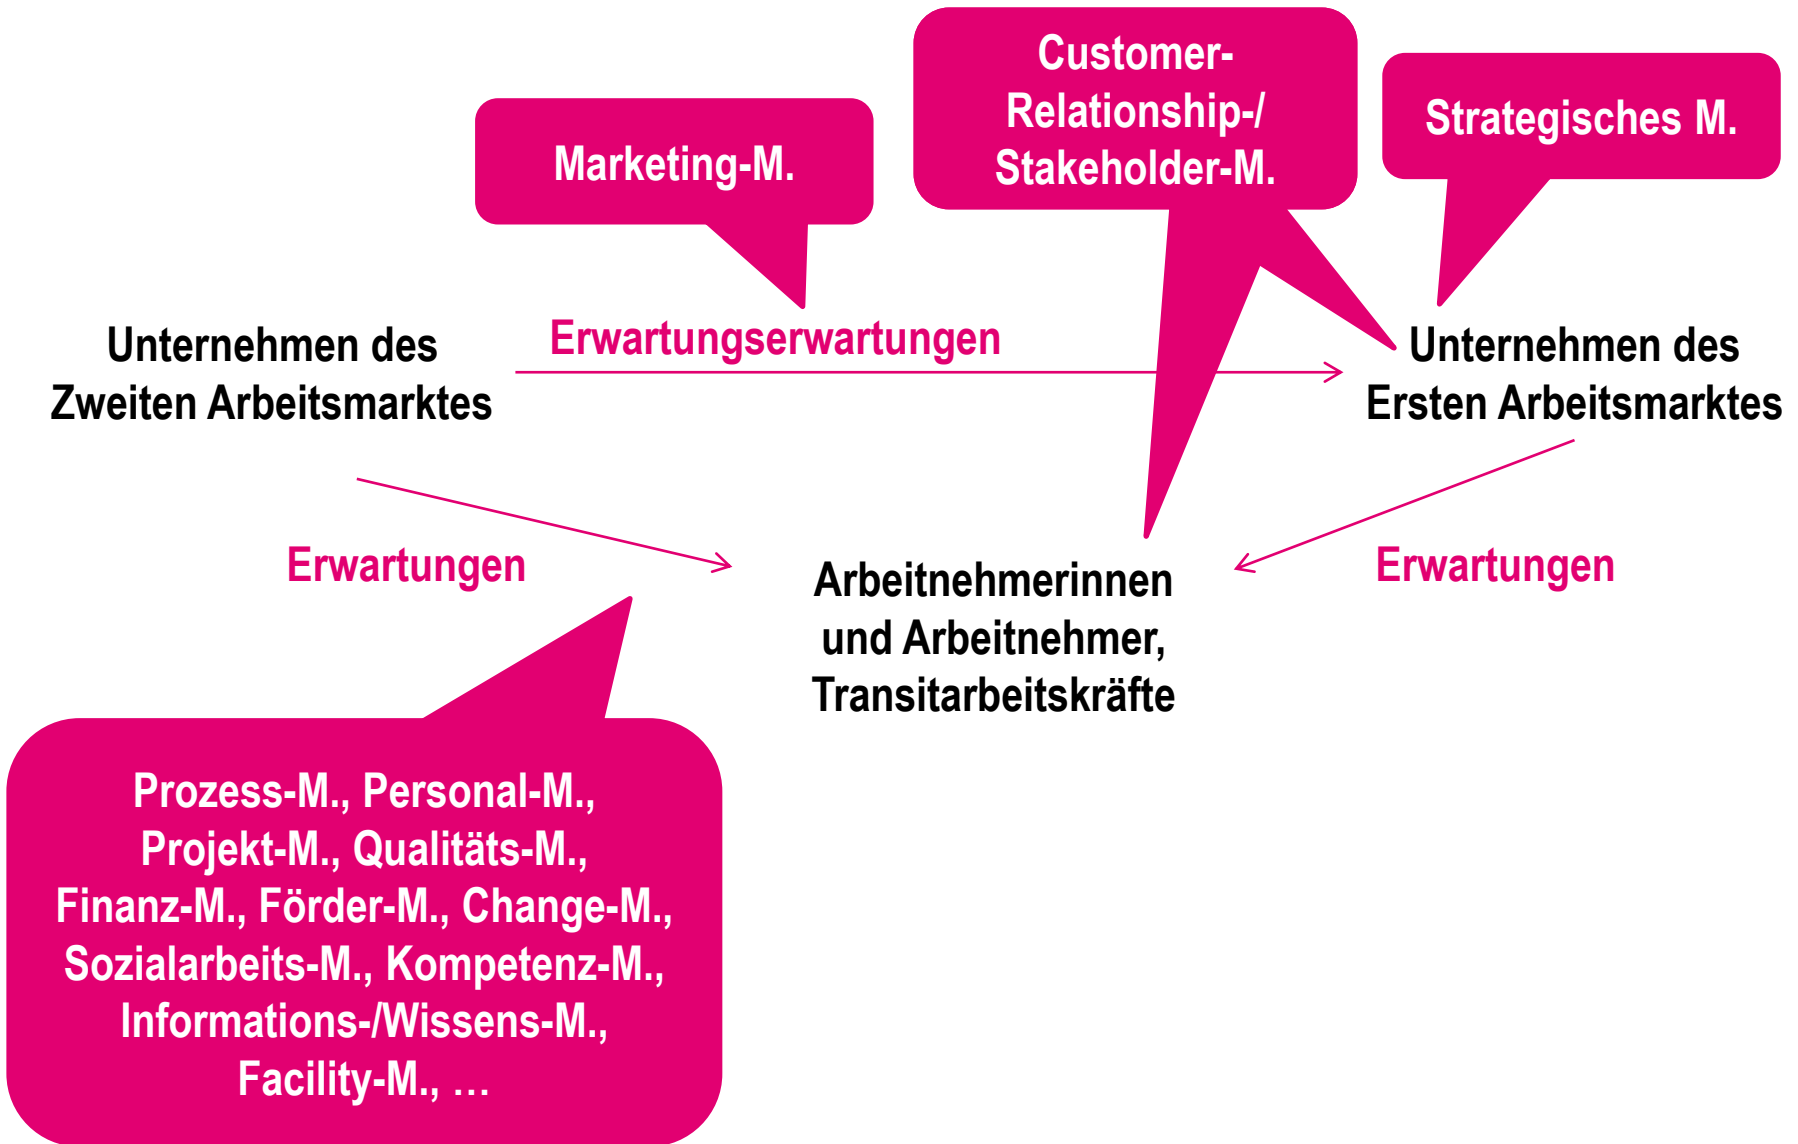 Customer-
Relationship-/
Stakeholder-M.
Strategisches M.
Marketing-M.
Unternehmen des
Zweiten Arbeitsmarktes
Erwartungserwartungen
Unternehmen des
Ersten Arbeitsmarktes
Erwartungen
Arbeitnehmerinnen
und Arbeitnehmer,
Transitarbeitskräfte
Erwartungen
Prozess-M., Personal-M.,
Projekt-M., Qualitäts-M.,
Finanz-M., Förder-M., Change-M.,
Sozialarbeits-M., Kompetenz-M.,
Informations-/Wissens-M.,
Facility-M., …